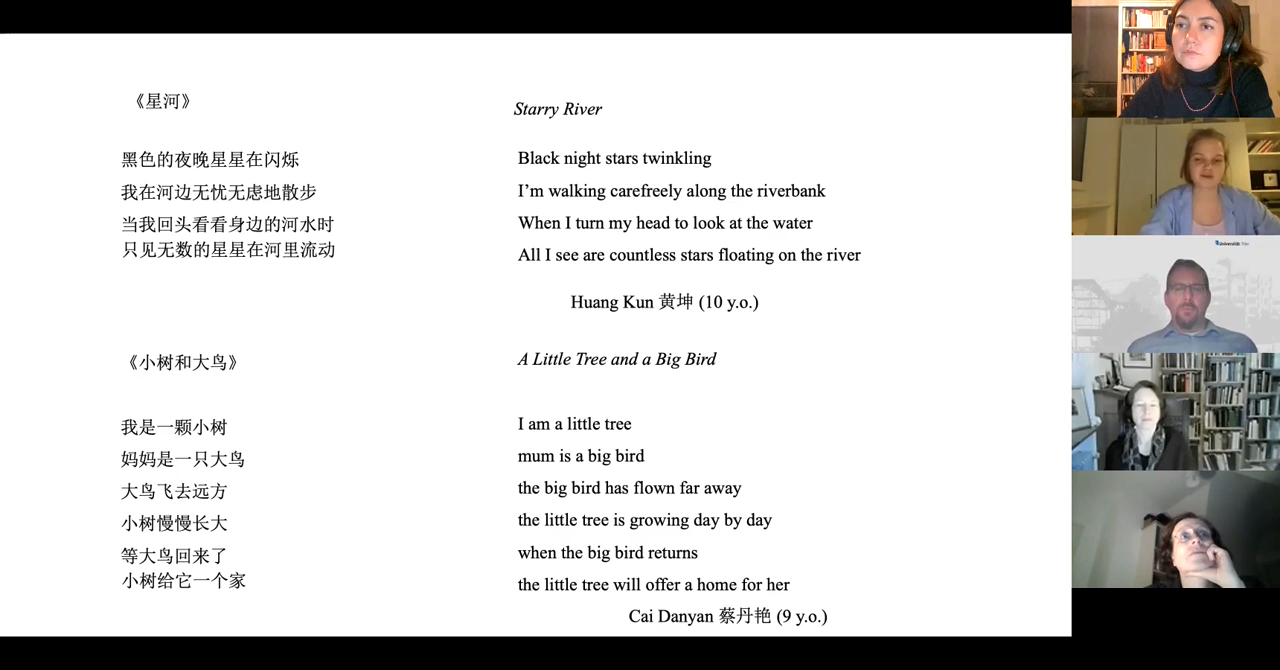 《星河》
黑色的夜晚星星在闪烁
我在河边无忧无虑地散步
当我回头看看身边的河水时
只见无数的星星在河里流动
Starry River
Black night stars twinkling
I'm walking carefreely along the riverbank
When I turn my head to look at the water
All I see are countless stars floating on the river
Huang Kun 黄坤 (10 y.o.)
《小树和大鸟》
我是一颗小树
妈妈是一只大鸟
大鸟飞去远方
小树慢慢长大
等大鸟回来了
小树给它一个家
A Little Tree and a Big Bird
I am a little tree
mum is a big bird
the big bird has flown far away
the little tree is growing day by day
when the big bird returns
the little tree will offer a home for her
Cai Danyan 蔡丹艳 (9 y.o.)
Universität Trier